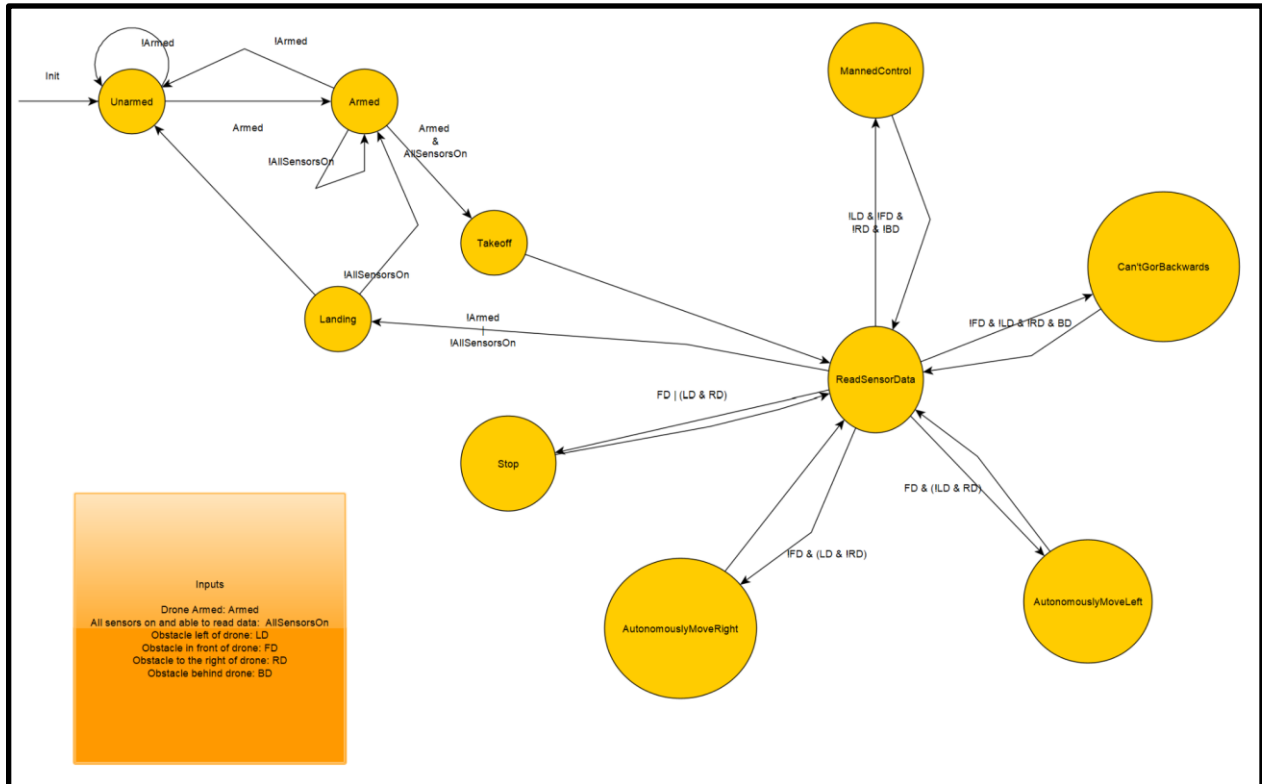 !Armed
!Armed
Init
Unarmed
Armed
Armed
Armed
&
AllSensorsOn
!AllSensorsOn
Takeoff
!AllSensorsOn
Landing
!Armed
|
!AllSensorsOn
MannedControl
!LD & !FD &
!RD & !BD
Can'tGorBackwards
!FD & !LD & !RD & BD
ReadSensorData
FD | (LD & RD)
Stop
FD & (!LD & RD)
!FD & (LD & !RD)
AutonomouslyMoveLeft
AutonomouslyMoveRight
Inputs
Drone Armed: Armed
All sensors on and able to read data: AllSensorsOn
Obstacle left of drone: LD
Obstacle in front of drone: FD
Obstacle to the right of drone: RD
Obstacle behind drone: BD